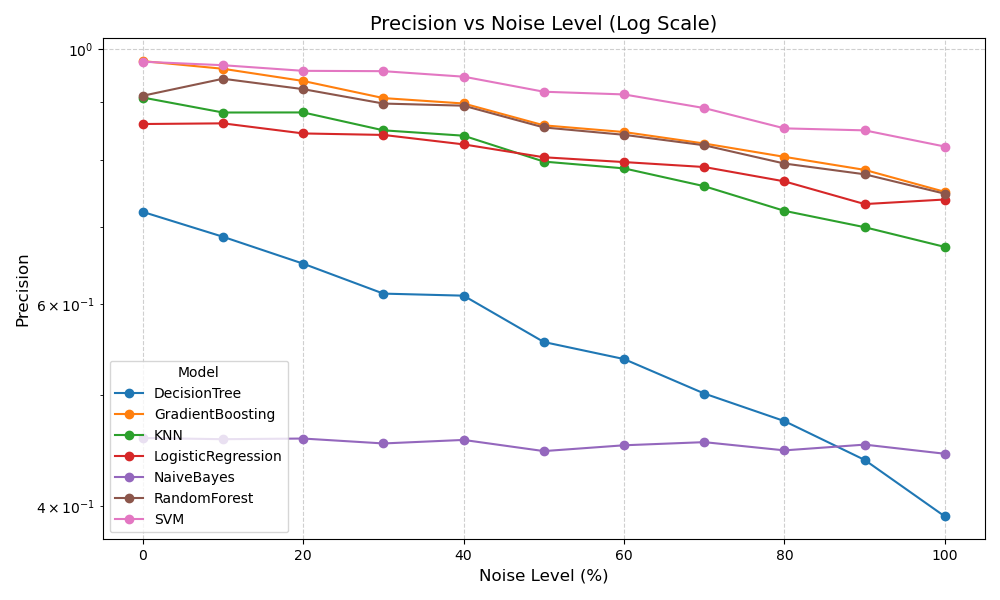 Precision vs Noise Level (Log Scale)
Precision
10⁰
6 × 10⁻¹
4 × 10⁻¹
Model
DecisionTree
GradientBoosting
KNN
LogisticRegression
NaiveBayes
RandomForest
SVM
0 20 40 60 80 100
Noise Level (%)